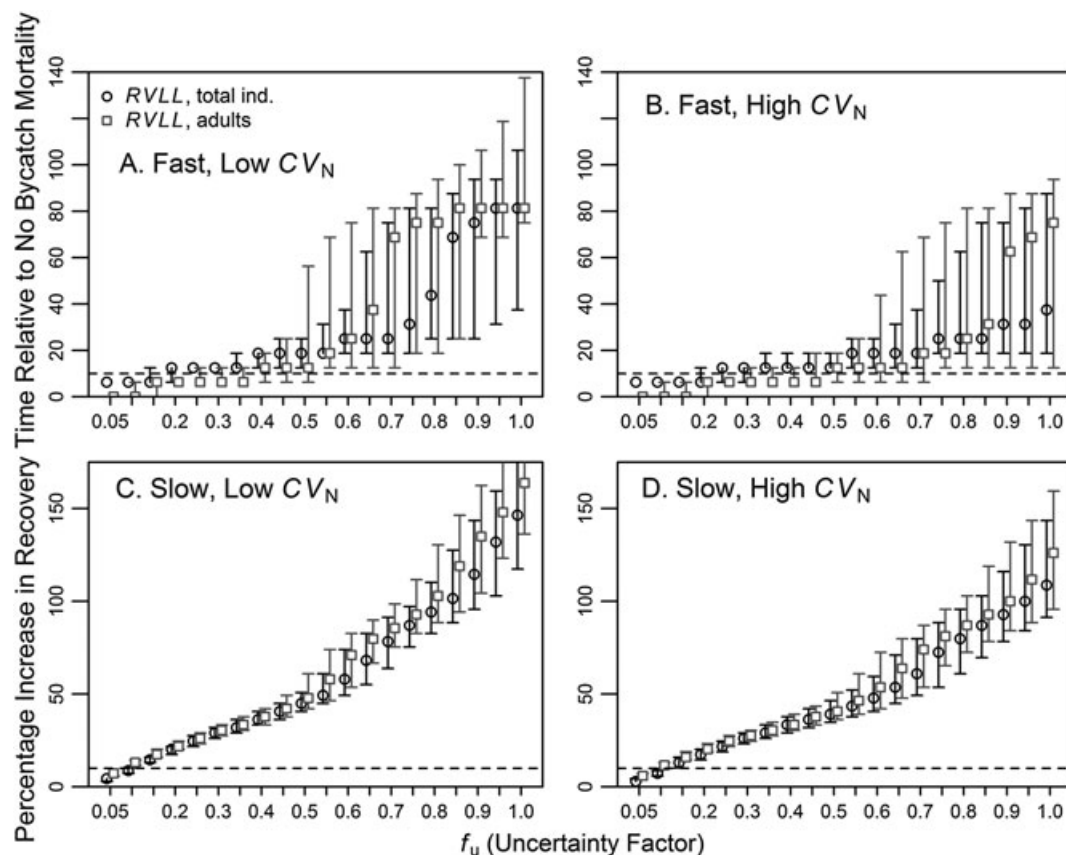 Percentage Increase in Recovery Time Relative to No Bycatch Mortality
140
100
80
60
40
20
0
RVLL, total ind.
RVLL, adults
A. Fast, Low CVN
0.05 0.2 0.3 0.4 0.5 0.6 0.7 0.8 0.9 1.0
140
100
80
60
40
20
0
B. Fast, High CVN
0.05 0.2 0.3 0.4 0.5 0.6 0.7 0.8 0.9 1.0
150
100
50
0
C. Slow, Low CVN
0.05 0.2 0.3 0.4 0.5 0.6 0.7 0.8 0.9 1.0
150
100
50
0
D. Slow, High CVN
0.05 0.2 0.3 0.4 0.5 0.6 0.7 0.8 0.9 1.0
fu (Uncertainty Factor)